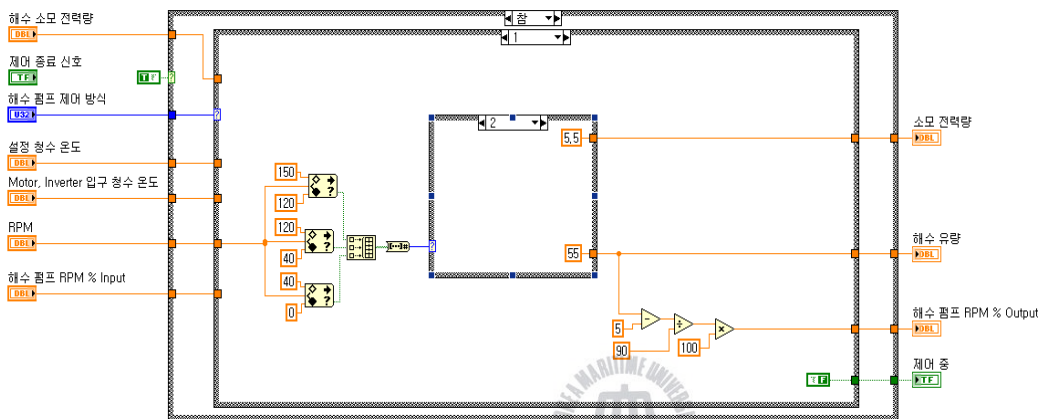 참
1
해수 소모 전력량
DBL
제어 종료 신호
TF
T F
?
해수 펌프 제어 방식
U32
?
설정 청수 온도
DBL
Motor, Inverter 입구 청수 온도
DBL
RPM
DBL
해수 펌프 RPM % Input
DBL
150
120
?
120
40
?
40
0
?
#
2
?
5,5
55
5
-
90
÷
100
×
소모 전력량
DBL
해수 유량
DBL
해수 펌프 RPM % Output
DBL
제어 중
F
TF
MARITIME